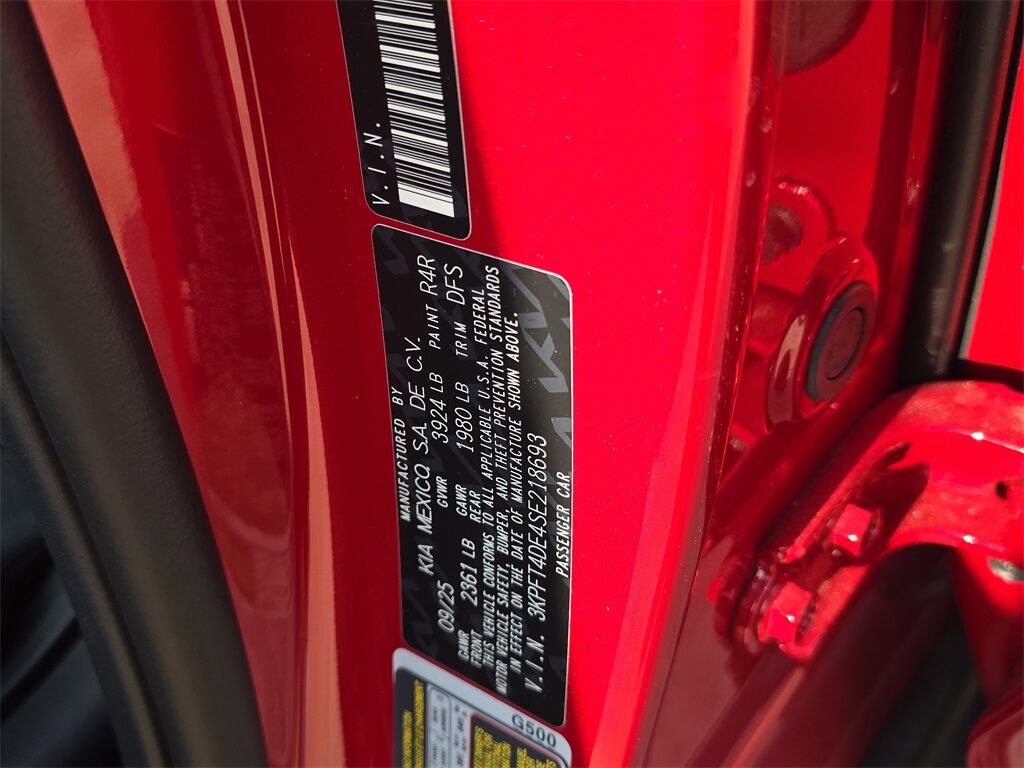 V.I.N.
MANUFACTURED BY
09/25 KIA MEXICO, S.A. DE C.V.
GVWR 3924 LB PAINT R4R
GAWR FRONT 2361 LB GAWR REAR 1980 LB TRIM DFS
THIS VEHICLE CONFORMS TO ALL APPLICABLE U.S.A. FEDERAL
MOTOR VEHICLE SAFETY, BUMPER, AND THEFT PREVENTION STANDARDS
IN EFFECT ON THE DATE OF MANUFACTURE SHOWN ABOVE.
V.I.N. 3KPFT4DE4SE218693
PASSENGER CAR
G500